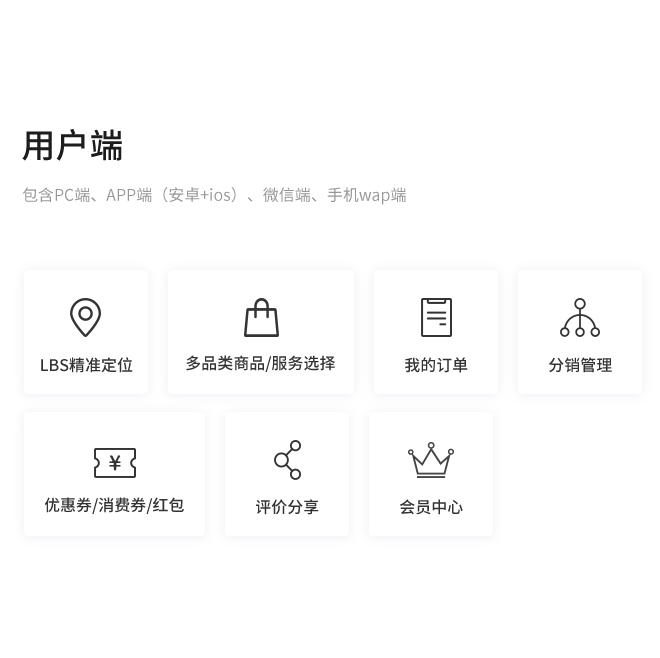 用户端
包含PC端、APP端（安卓+ios）、微信端、手机wap端
LBS精准定位
多品类商品/服务选择
我的订单
分销管理
¥
优惠券/消费券/红包
评价分享
会员中心